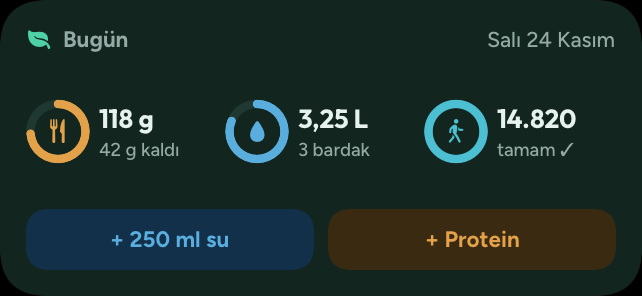 Bugün
Salı 24 Kasım
118 g
42 g kaldı
3,25 L
3 bardak
14.820
tamam ✓
+ 250 ml su
+ Protein